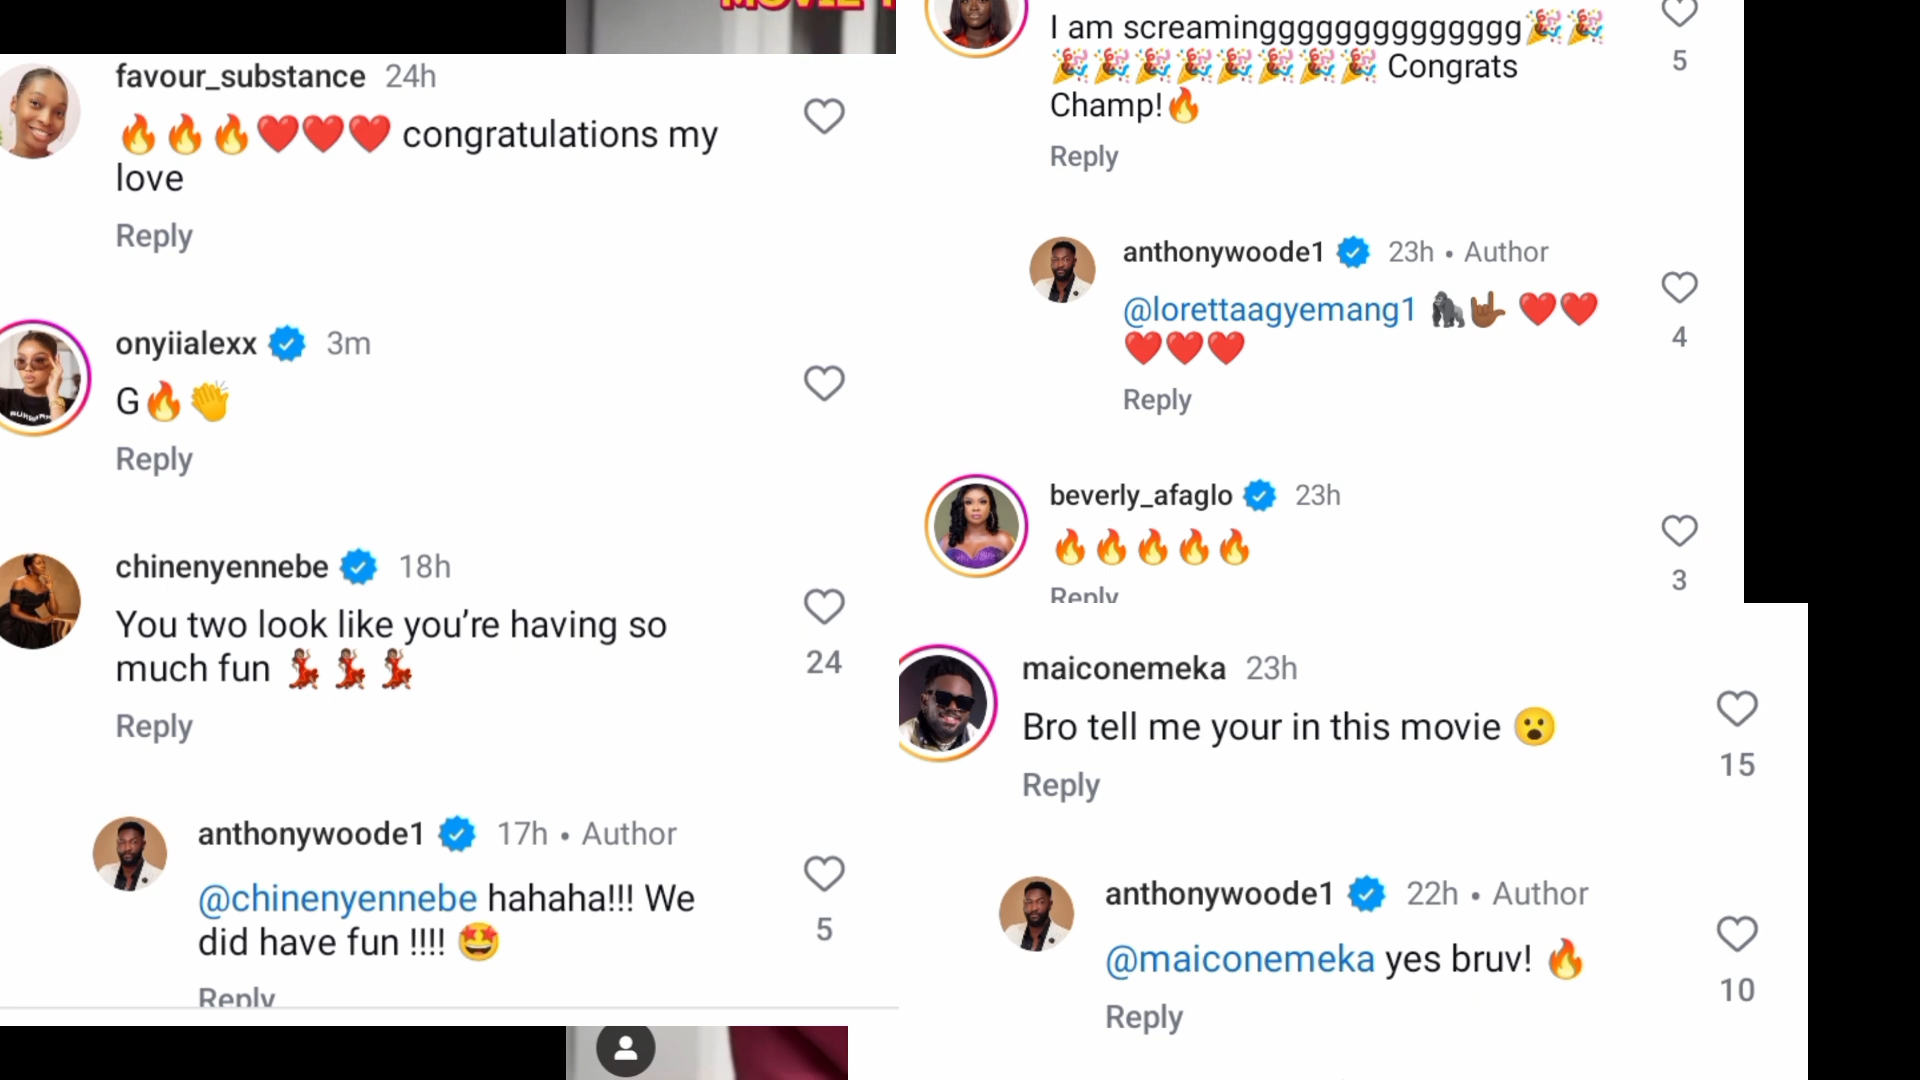 favour_substance 24h
🔥🔥🔥❤️❤️❤️ congratulations my
love
Reply
onyiialexx 3m
G🔥👏
Reply
chinenyennebe 18h
You two look like you’re having so
much fun 💃🏾💃🏾💃🏾
24
Reply
anthonywoode1 17h • Author
@chinenyennebe hahaha!!! We
did have fun !!!! 🤩
5
Reply
I am screamingggggggggggggg🎉🎉
🎉🎉🎉🎉🎉🎉🎉🎉 Congrats
Champ!🔥
5
Reply
anthonywoode1 23h • Author
@lorettaagyemang1 🦍🤟🏾 ❤️❤️
❤️❤️❤️
4
Reply
beverly_afaglo 23h
🔥🔥🔥🔥🔥
3
Reply
maiconemeka 23h
Bro tell me your in this movie 😮
15
Reply
anthonywoode1 22h • Author
@maiconemeka yes bruv! 🔥
10
Reply